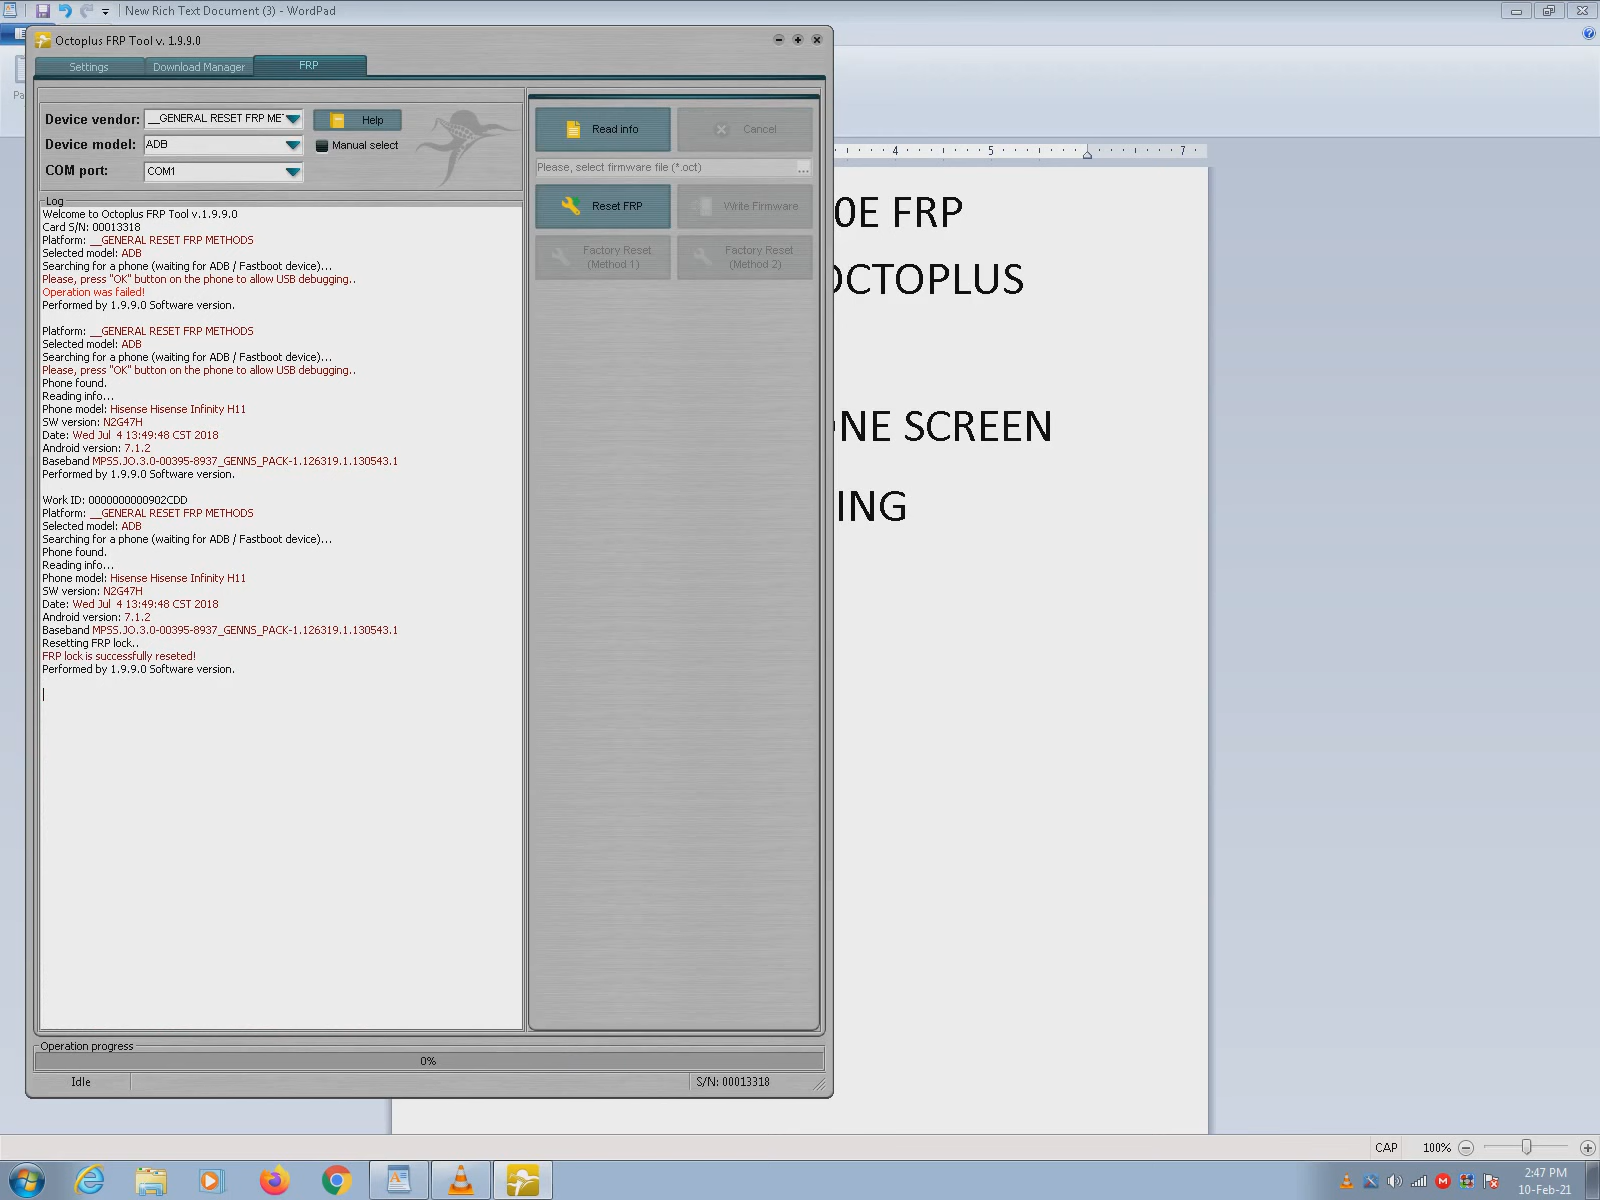 New Rich Text Document (3) - WordPad
Octoplus FRP Tool v. 1.9.9.0
Settings
Download Manager
FRP
Device vendor:
__GENERAL RESET FRP ME
Help
Device model:
ADB
Manual select
COM port:
COM1
Log
Welcome to Octoplus FRP Tool v.1.9.9.0
Card S/N: 00013318
Platform: __GENERAL RESET FRP METHODS
Selected model: ADB
Searching for a phone (waiting for ADB / Fastboot device)...
Please, press "OK" button on the phone to allow USB debugging..
Operation was failed!
Performed by 1.9.9.0 Software version.
Platform: __GENERAL RESET FRP METHODS
Selected model: ADB
Searching for a phone (waiting for ADB / Fastboot device)...
Please, press "OK" button on the phone to allow USB debugging..
Phone found.
Reading info...
Phone model: Hisense Hisense Infinity H11
SW version: N2G47H
Date: Wed Jul  4 13:49:48 CST 2018
Android version: 7.1.2
Baseband MPSS.JO.3.0-00395-8937_GENNS_PACK-1.126319.1.130543.1
Performed by 1.9.9.0 Software version.
Work ID: 0000000000902CDD
Platform: __GENERAL RESET FRP METHODS
Selected model: ADB
Searching for a phone (waiting for ADB / Fastboot device)...
Phone found.
Reading info...
Phone model: Hisense Hisense Infinity H11
SW version: N2G47H
Date: Wed Jul  4 13:49:48 CST 2018
Android version: 7.1.2
Baseband MPSS.JO.3.0-00395-8937_GENNS_PACK-1.126319.1.130543.1
Resetting FRP lock..
FRP lock is successfully reseted!
Performed by 1.9.9.0 Software version.
Read info
Cancel
Please, select firmware file (*.oct)
...
Reset FRP
Write Firmware
Factory Reset
(Method 1)
Factory Reset
(Method 2)
Operation progress
0%
Idle
S/N: 00013318
4 5 7
0E FRP
OCTOPLUS
NE SCREEN
ING
CAP
100%
2:47 PM
10-Feb-21